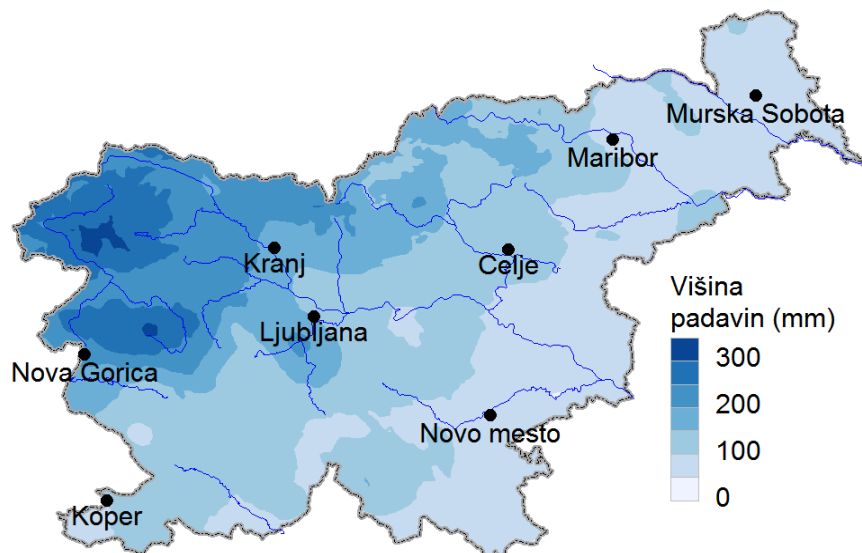 Murska Sobota
Maribor
Kranj
Celje
Ljubljana
Nova Gorica
Novo mesto
Koper
Višina
padavin (mm)
300
200
100
0